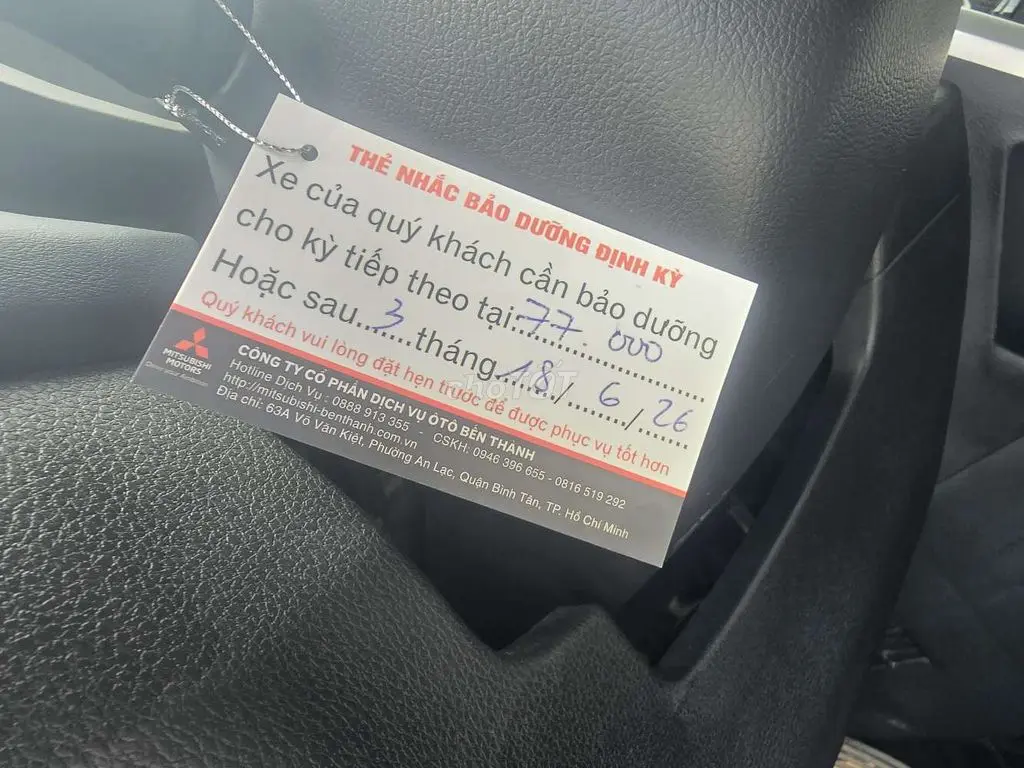 THẺ NHẮC BẢO DƯỠNG ĐỊNH KỲ
Xe của quý khách cần bảo dưỡng
cho kỳ tiếp theo tại: 77.000
Hoặc sau 3 tháng 18 / 6 / 26
Quý khách vui lòng đặt hẹn trước để được phục vụ tốt hơn
MITSUBISHI
MOTORS
CÔNG TY CỔ PHẦN DỊCH VỤ ÔTÔ BẾN THÀNH
Hotline Dịch Vụ : 0888 913 355 - CSKH: 0946 396 655 - 0816 519 292
http://mitsubishi-benthanh.com.vn
Địa chỉ: 63A Võ Văn Kiệt, Phường An Lạc, Quận Bình Tân, TP. Hồ Chí Minh
chợTỐT